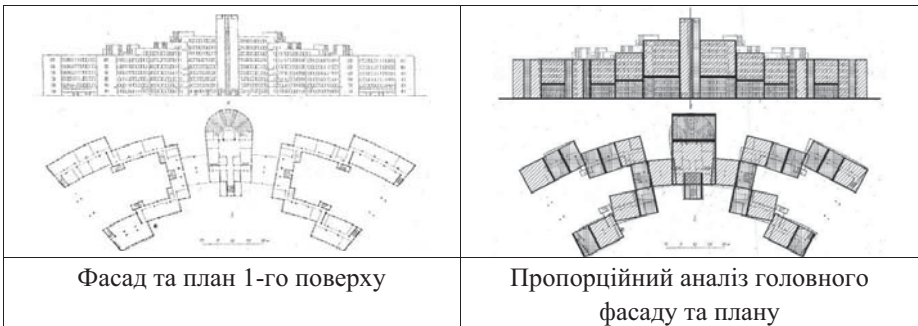 Фасад та план 1-го поверху
Пропорційний аналіз головного
фасаду та плану